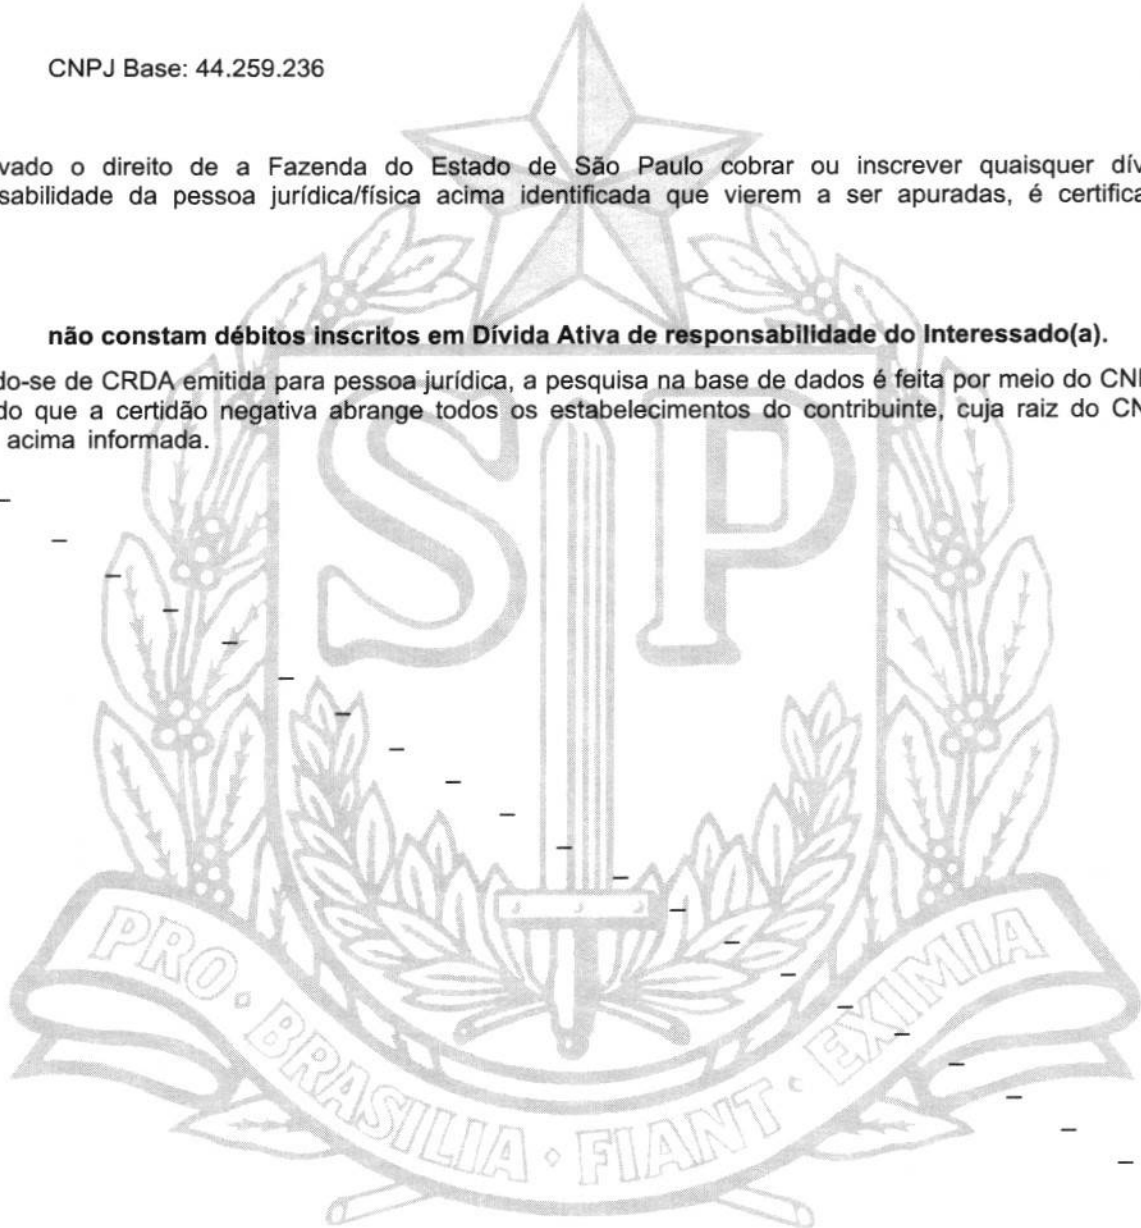 CNPJ Base: 44.259.236
vado o direito de a Fazenda do Estado de São Paulo cobrar ou inscrever quaisquer dív
sabilidade da pessoa jurídica/física acima identificada que vierem a ser apuradas, é certifica
não constam débitos inscritos em Dívida Ativa de responsabilidade do Interessado(a).
do-se de CRDA emitida para pessoa jurídica, a pesquisa na base de dados é feita por meio do CN
do que a certidão negativa abrange todos os estabelecimentos do contribuinte, cuja raiz do CN
acima informada.
SP
PRO · BRASILIA · FIANT · EXIMIA